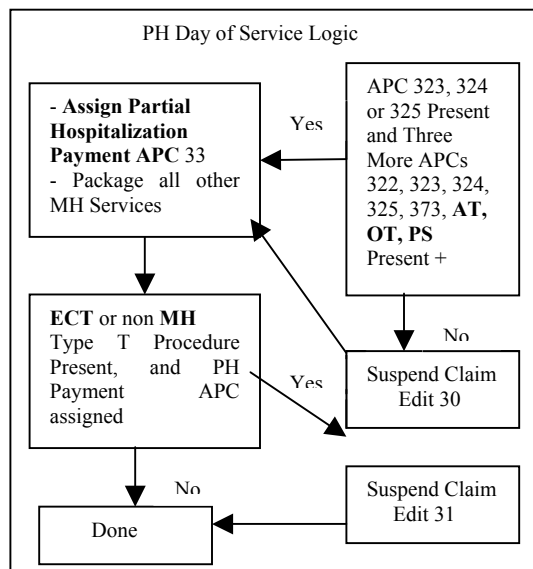 PH Day of Service Logic
- Assign Partial
Hospitalization
Payment APC 33
- Package all other
MH Services
Yes
APC 323, 324
or 325 Present
and Three
More APCs
322, 323, 324,
325, 373, AT,
OT, PS
Present +
No
ECT or non MH
Type T Procedure
Present, and PH
Payment APC
assigned
Yes
Suspend Claim
Edit 30
No
Done
Suspend Claim
Edit 31